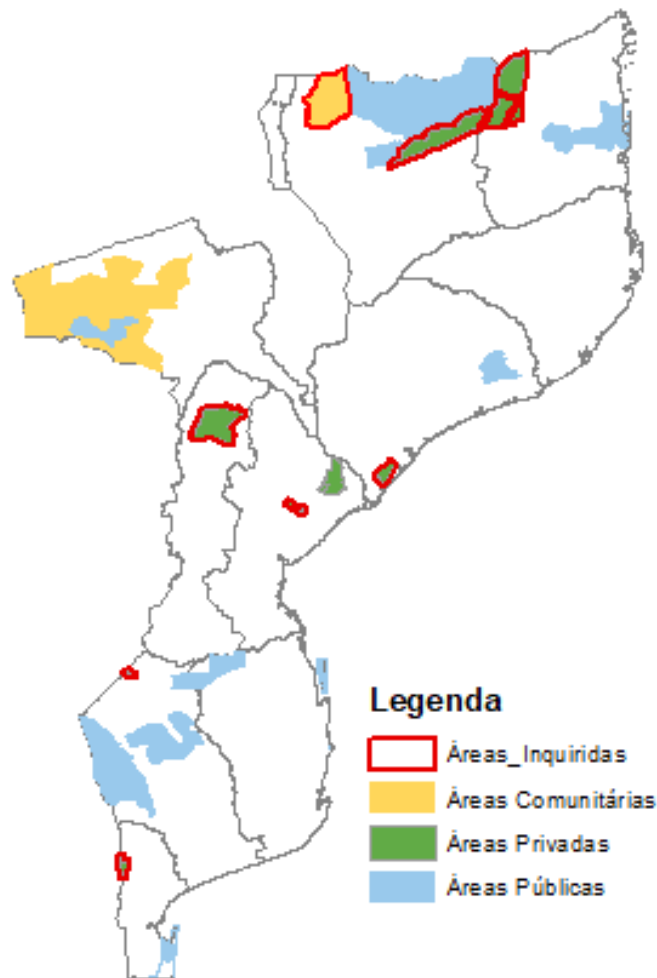 Legenda
Áreas_Inquiridas
Áreas Comunitárias
Áreas Privadas
Áreas Públicas